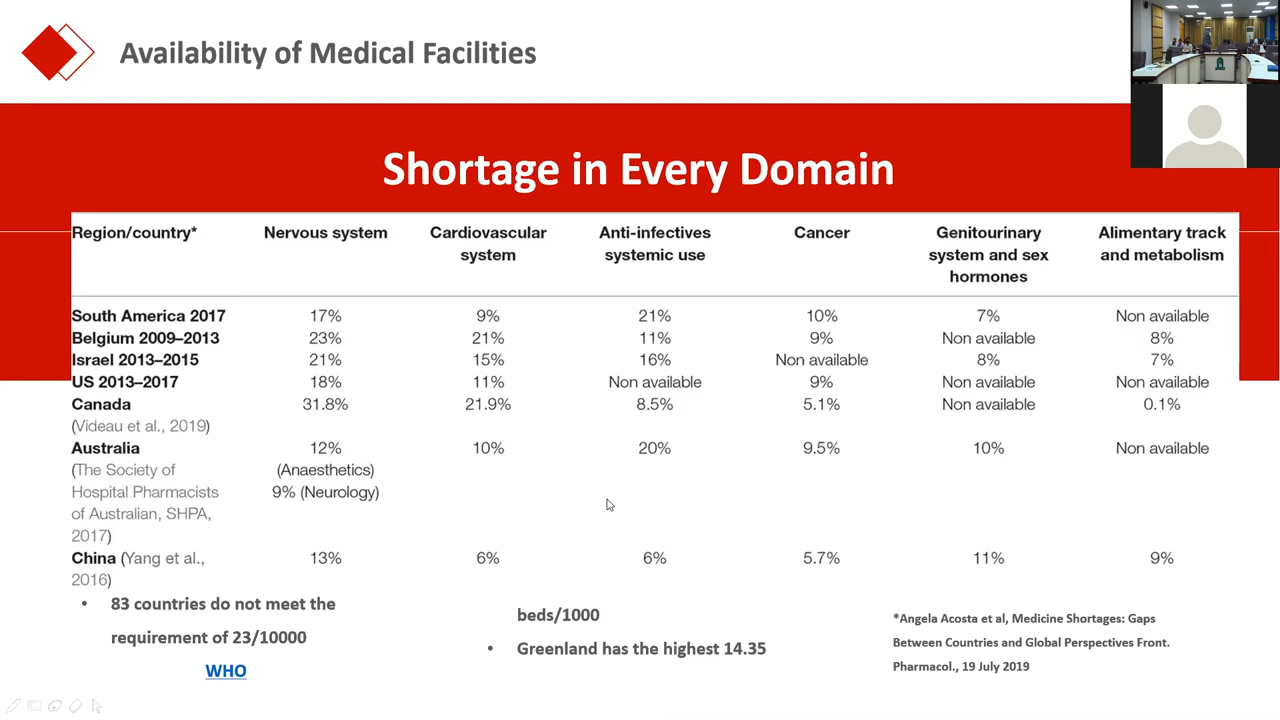 Availability of Medical Facilities
Shortage in Every Domain
Region/country* Nervous system Cardiovascular system Anti-infectives systemic use Cancer Genitourinary system and sex hormones Alimentary track and metabolism
South America 2017 17% 9% 21% 10% 7% Non available
Belgium 2009–2013 23% 21% 11% 9% Non available 8%
Israel 2013–2015 21% 15% 16% Non available 8% 7%
US 2013–2017 18% 11% Non available 9% Non available Non available
Canada 31.8% 21.9% 8.5% 5.1% Non available 0.1%
(Videau et al., 2019)
Australia 12% 10% 20% 9.5% 10% Non available
(The Society of (Anaesthetics)
Hospital Pharmacists 9% (Neurology)
of Australian, SHPA,
2017)
China (Yang et al., 13% 6% 6% 5.7% 11% 9%
2016)
• 83 countries do not meet the
requirement of 23/10000
WHO
beds/1000
• Greenland has the highest 14.35
*Angela Acosta et al, Medicine Shortages: Gaps
Between Countries and Global Perspectives Front.
Pharmacol., 19 July 2019